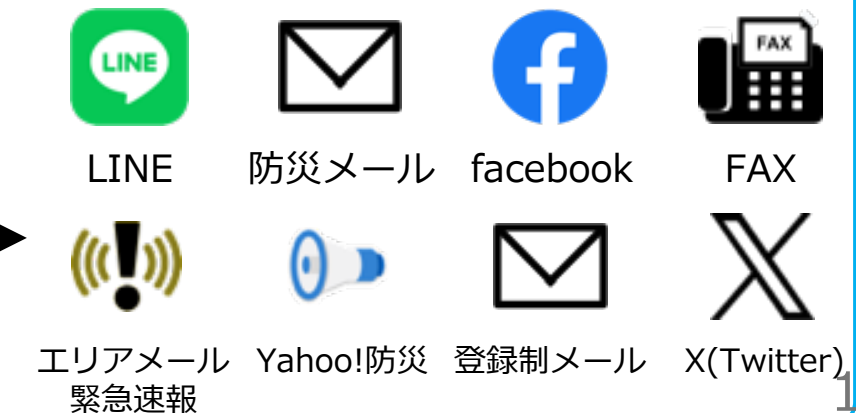 LINE
FAX
LINE
防災メール
facebook
FAX
エリアメール
緊急速報
Yahoo!防災
登録制メール
X(Twitter)
1